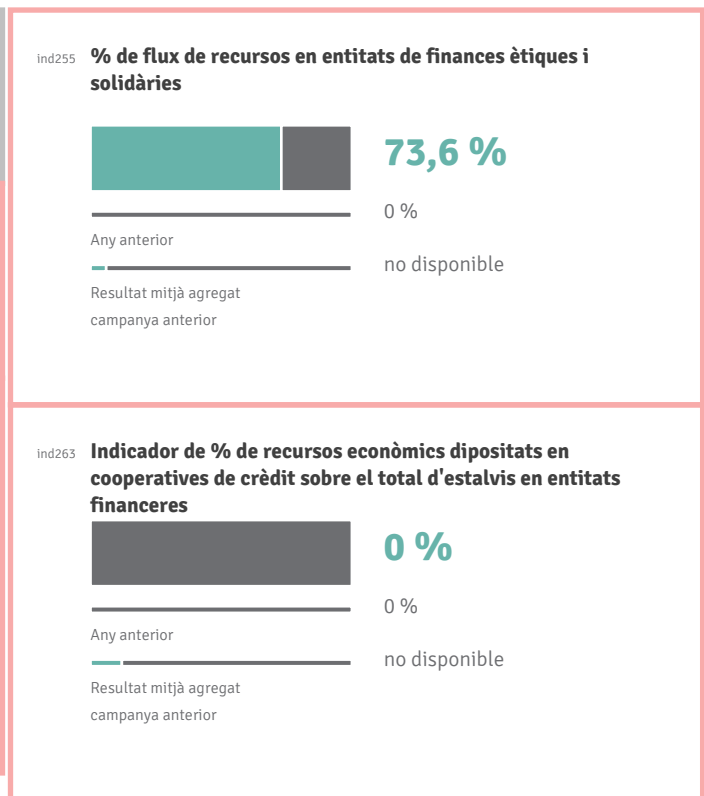 ind255 % de flux de recursos en entitats de finances ètiques i
solidàries
73,6 %
0 %
Any anterior
no disponible
Resultat mitjà agregat
campanya anterior
ind263 Indicador de % de recursos econòmics dipositats en
cooperatives de crèdit sobre el total d'estalvis en entitats
financeres
0 %
0 %
Any anterior
no disponible
Resultat mitjà agregat
campanya anterior